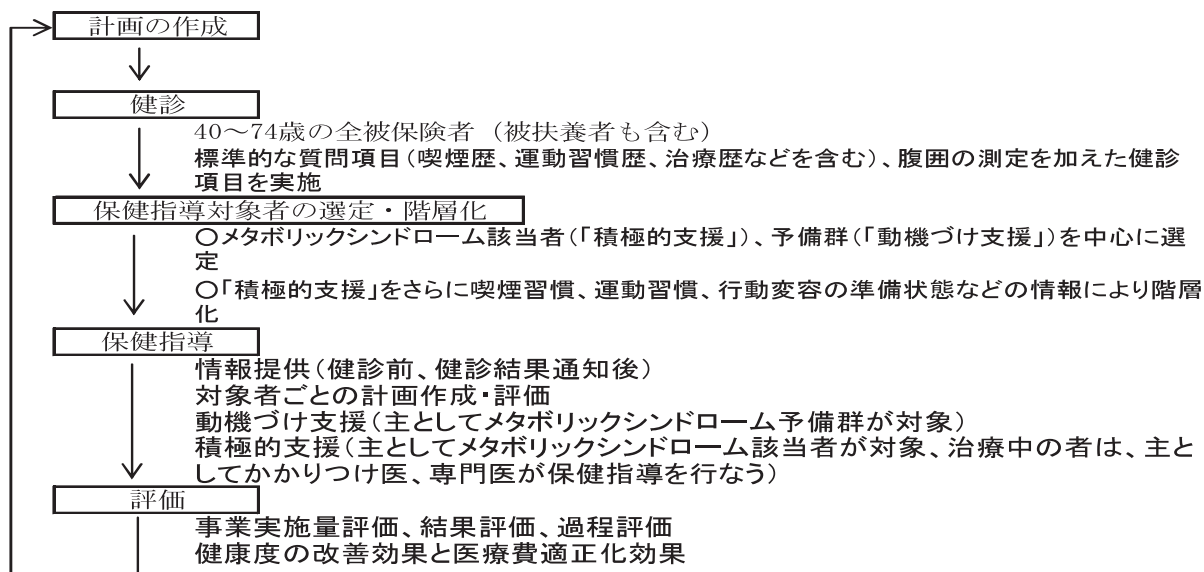 計画の作成
健診
40～74歳の全被保険者（被扶養者も含む）
標準的な質問項目（喫煙歴、運動習慣歴、治療歴などを含む）、腹囲の測定を加えた健診
項目を実施
保健指導対象者の選定・階層化
○メタボリックシンドローム該当者（「積極的支援」）、予備群（「動機づけ支援」）を中心に選
定
○「積極的支援」をさらに喫煙習慣、運動習慣、行動変容の準備状態などの情報により階層
化
保健指導
情報提供（健診前、健診結果通知後）
対象者ごとの計画作成・評価
動機づけ支援（主としてメタボリックシンドローム予備群が対象）
積極的支援（主としてメタボリックシンドローム該当者が対象、治療中の者は、主と
してかかりつけ医、専門医が保健指導を行なう）
評価
事業実施量評価、結果評価、過程評価
健康度の改善効果と医療費適正化効果